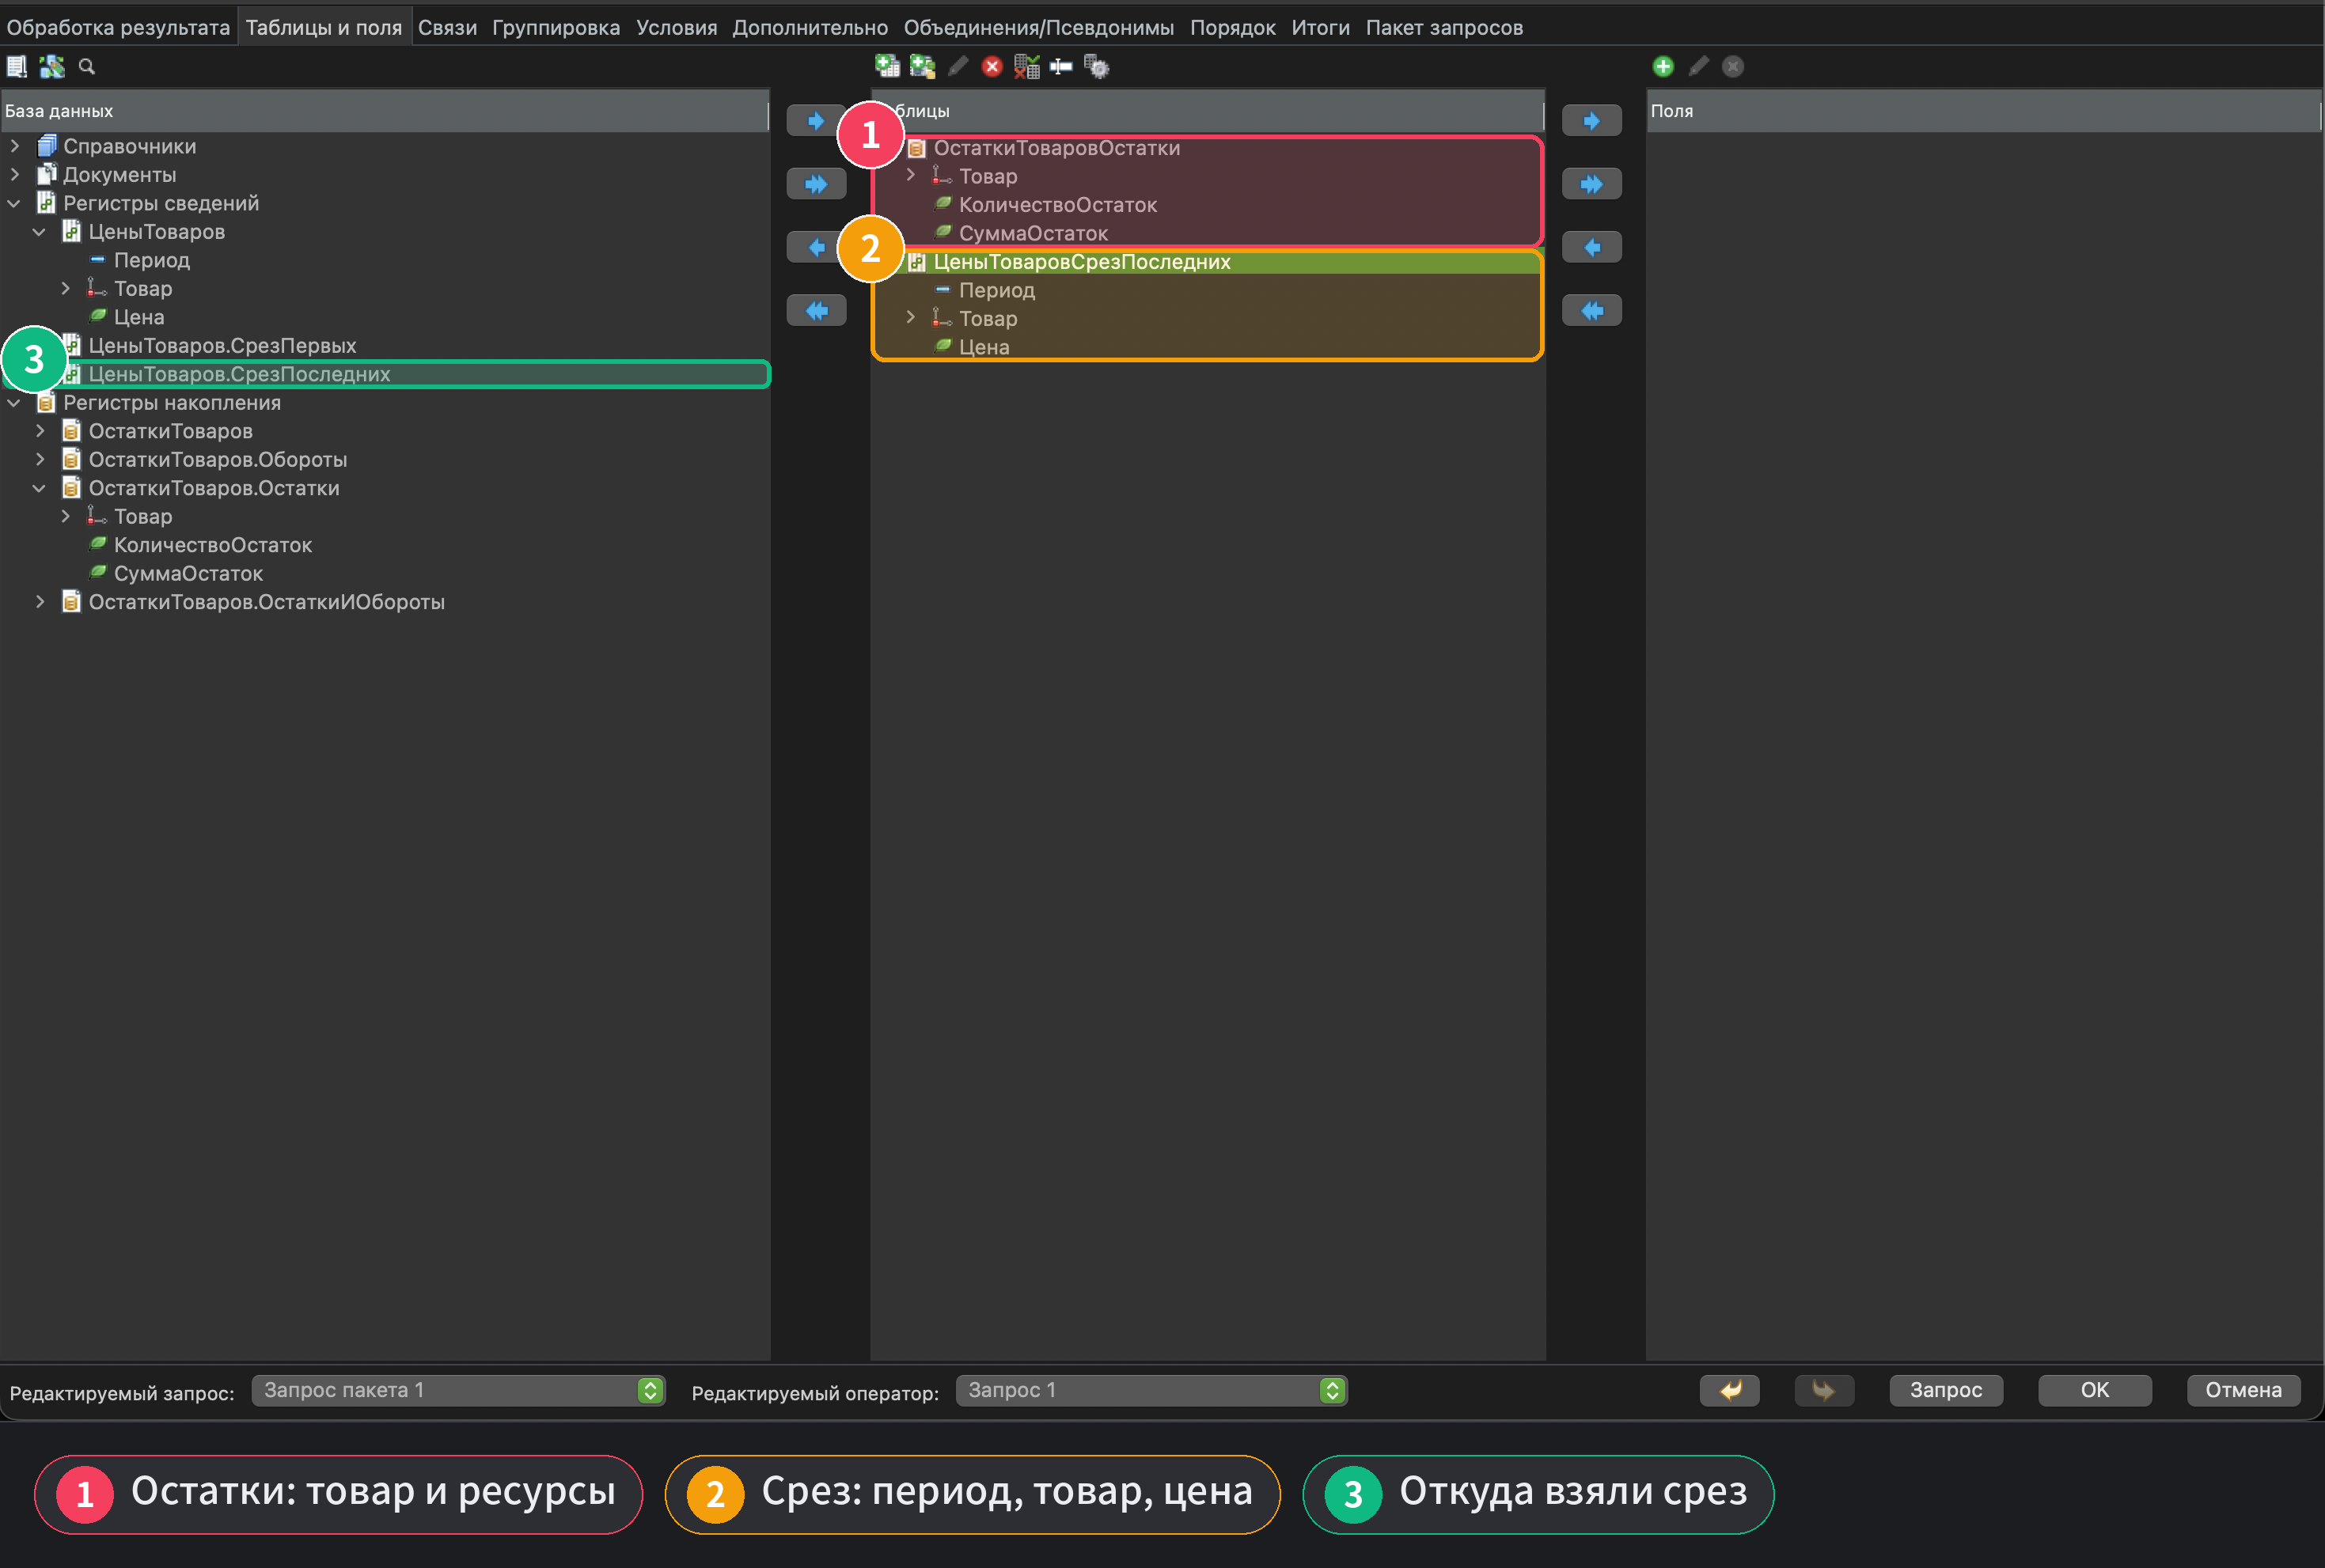 Обработка результата Таблицы и поля Связи Группировка Условия Дополнительно Объединения/Псевдонимы Порядок Итоги Пакет запросов
База данных
Справочники
Документы
Регистры сведений
ЦеныТоваров
Период
Товар
Цена
ЦеныТоваров.СрезПервых
3
ЦеныТоваров.СрезПоследних
Регистры накопления
ОстаткиТоваров
ОстаткиТоваров.Обороты
ОстаткиТоваров.Остатки
Товар
КоличествоОстаток
СуммаОстаток
ОстаткиТоваров.ОстаткиИОбороты
блицы
1
ОстаткиТоваровОстатки
Товар
КоличествоОстаток
СуммаОстаток
2
ЦеныТоваровСрезПоследних
Период
Товар
Цена
Поля
Редактируемый запрос: Запрос пакета 1 Редактируемый оператор: Запрос 1 Запрос OK Отмена
1 Остатки: товар и ресурсы 2 Срез: период, товар, цена 3 Откуда взяли срез